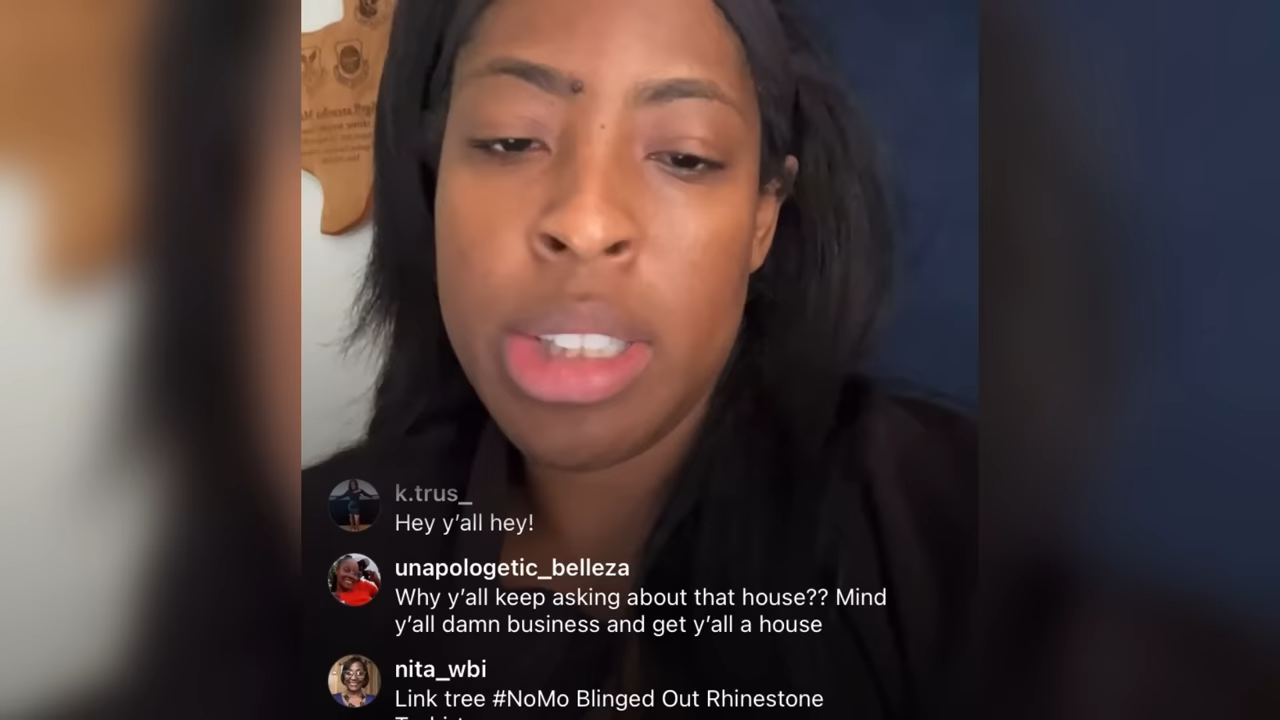 k.trus_
Hey y’all hey!
unapologetic_belleza
Why y’all keep asking about that house?? Mind
y’all damn business and get y’all a house
nita_wbi
Link tree #NoMo Blinged Out Rhinestone